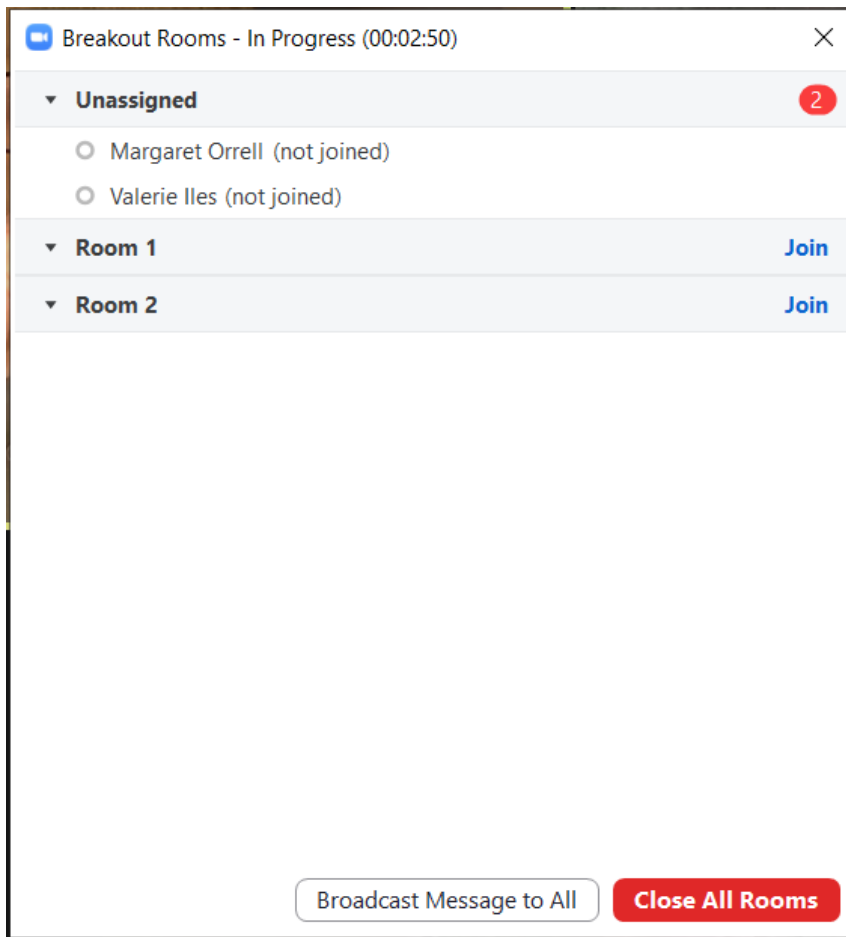 Breakout Rooms - In Progress (00:02:50)
Unassigned 2
Margaret Orrell (not joined)
Valerie Iles (not joined)
Room 1 Join
Room 2 Join
Broadcast Message to All Close All Rooms